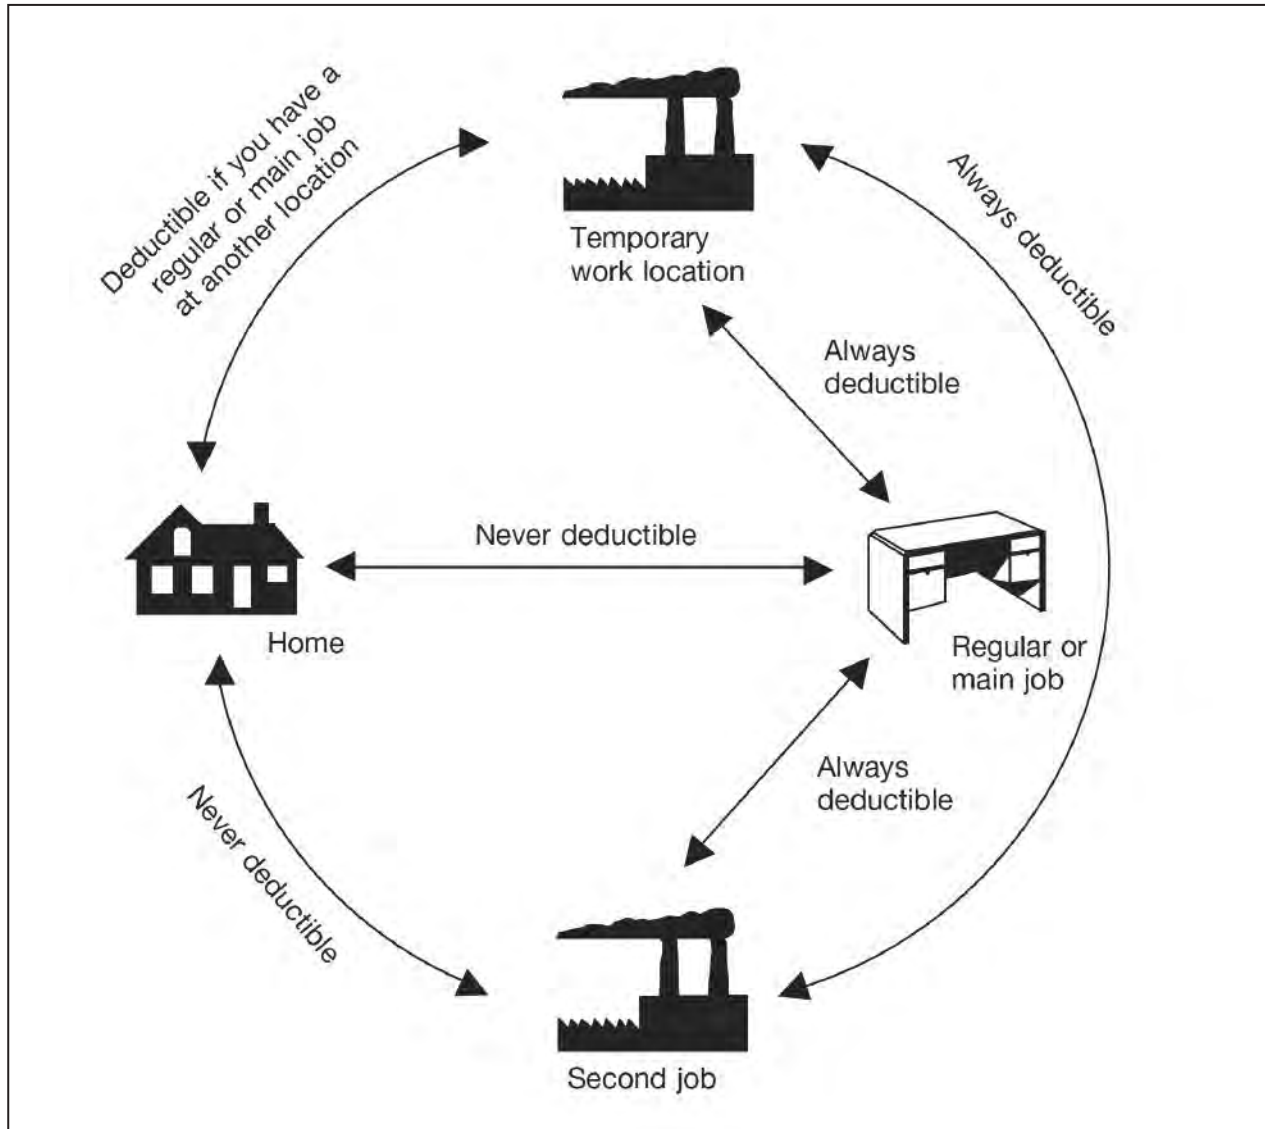 Deductible if you have a
regular or main job
at another location
Temporary
work location
Always deductible
Always
deductible
Never deductible
Home
Regular or
main job
Always
deductible
Never deductible
Second job